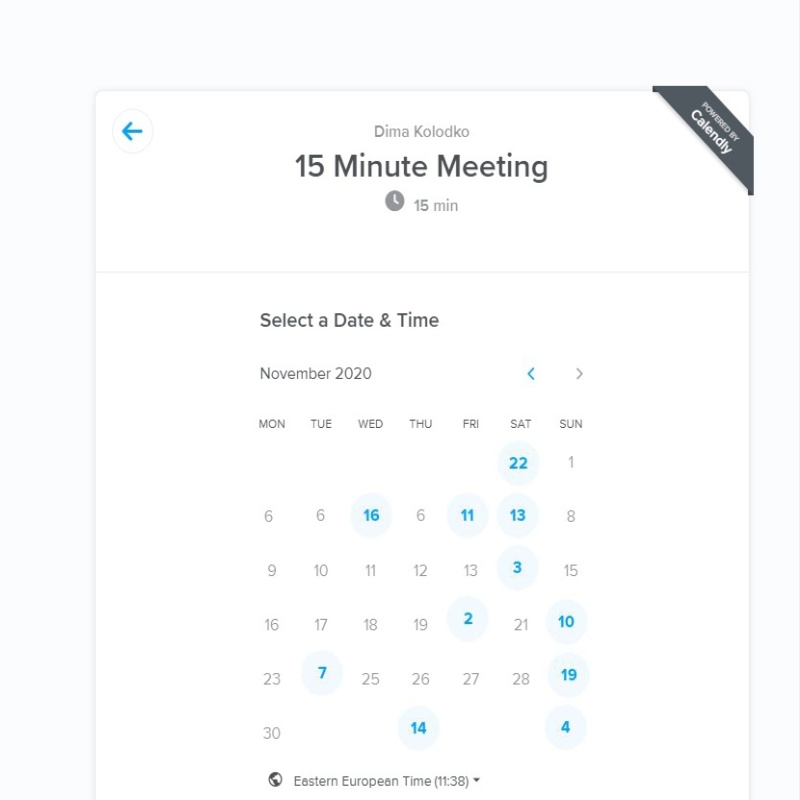 POWERED BY
Calendly
Dima Kolodko
15 Minute Meeting
15 min
Select a Date & Time
November 2020
MON TUE WED THU FRI SAT SUN
22 1
6 6 16 6 11 13 8
9 10 11 12 13 3 15
16 17 18 19 2 21 10
23 7 25 26 27 28 19
30 14 4
Eastern European Time (11:38)